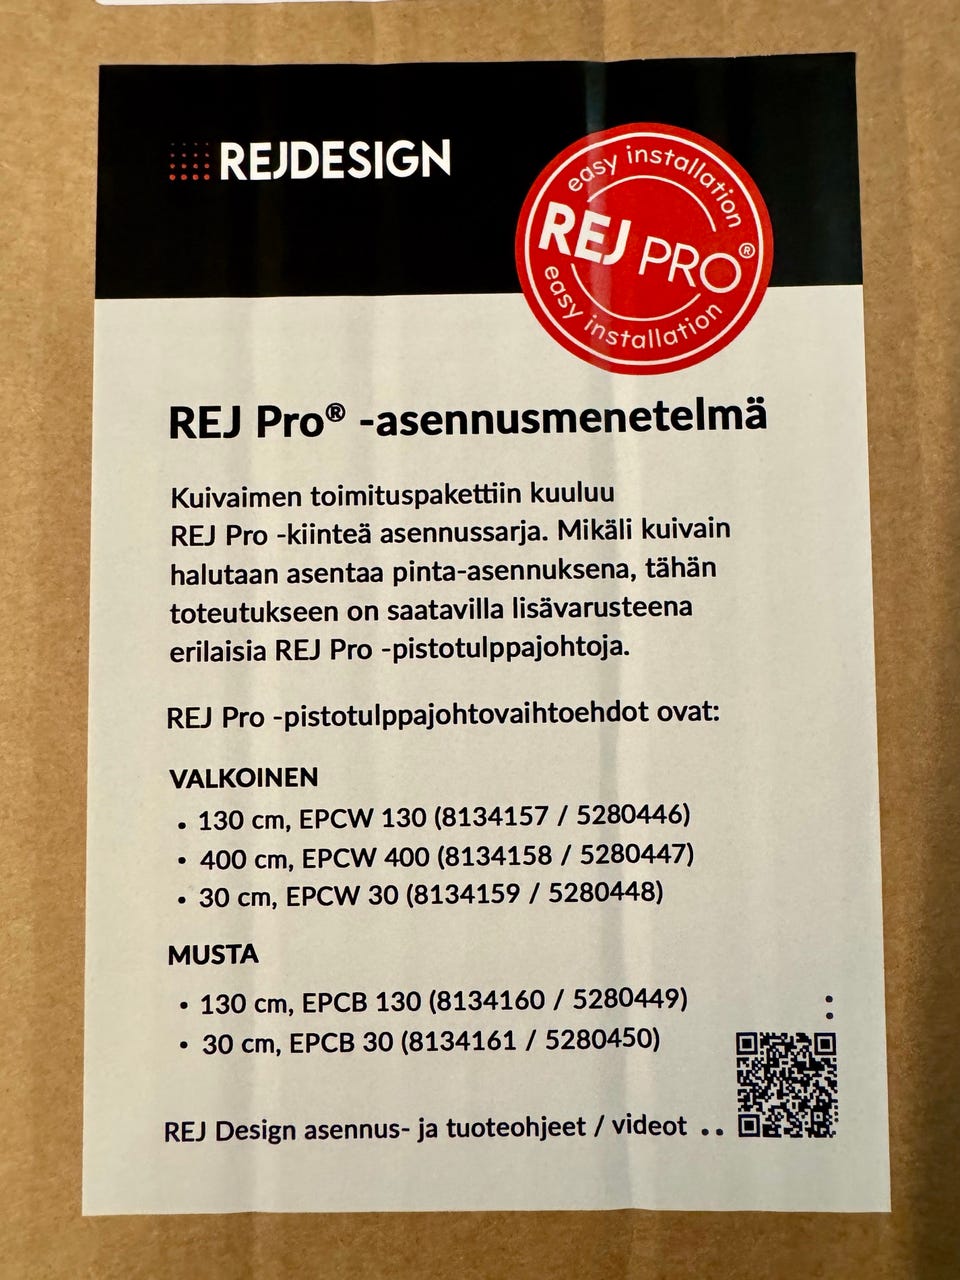 REJDESIGN
easy installation
REJ PRO®
easy installation
REJ Pro® -asennusmenetelmä
Kuivaimen toimituspakettiin kuuluu
REJ Pro -kiinteä asennussarja. Mikäli kuivain
halutaan asentaa pinta-asennuksena, tähän
toteutukseen on saatavilla lisävarusteena
erilaisia REJ Pro -pistotulppajohtoja.
REJ Pro -pistotulppajohtovaihtoehdot ovat:
VALKOINEN
• 130 cm, EPCW 130 (8134157 / 5280446)
• 400 cm, EPCW 400 (8134158 / 5280447)
• 30 cm, EPCW 30 (8134159 / 5280448)
MUSTA
• 130 cm, EPCB 130 (8134160 / 5280449)
• 30 cm, EPCB 30 (8134161 / 5280450)
REJ Design asennus- ja tuoteohjeet / videot